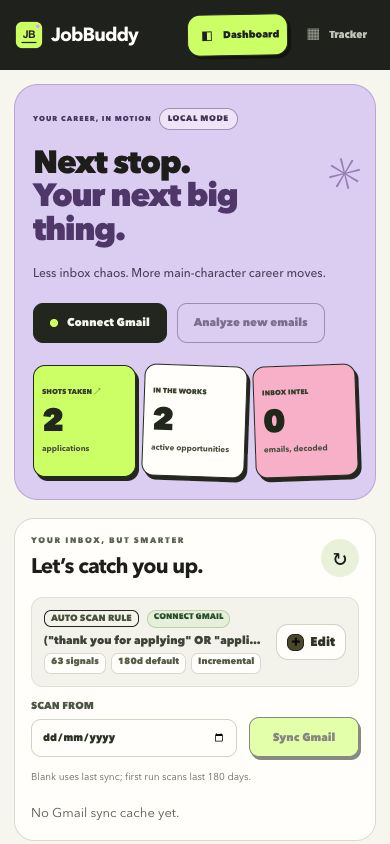 JB JobBuddy Dashboard Tracker
YOUR CAREER, IN MOTION LOCAL MODE
Next stop.
Your next big
thing.
Less inbox chaos. More main-character career moves.
Connect Gmail Analyze new emails
SHOTS TAKEN ↗
2
applications
IN THE WORKS
2
active opportunities
INBOX INTEL
0
emails, decoded
YOUR INBOX, BUT SMARTER
Let’s catch you up.
↻
AUTO SCAN RULE CONNECT GMAIL
("thank you for applying" OR "appli...
63 signals 180d default Incremental
Edit
SCAN FROM
dd/mm/yyyy Sync Gmail
Blank uses last sync; first run scans last 180 days.
No Gmail sync cache yet.